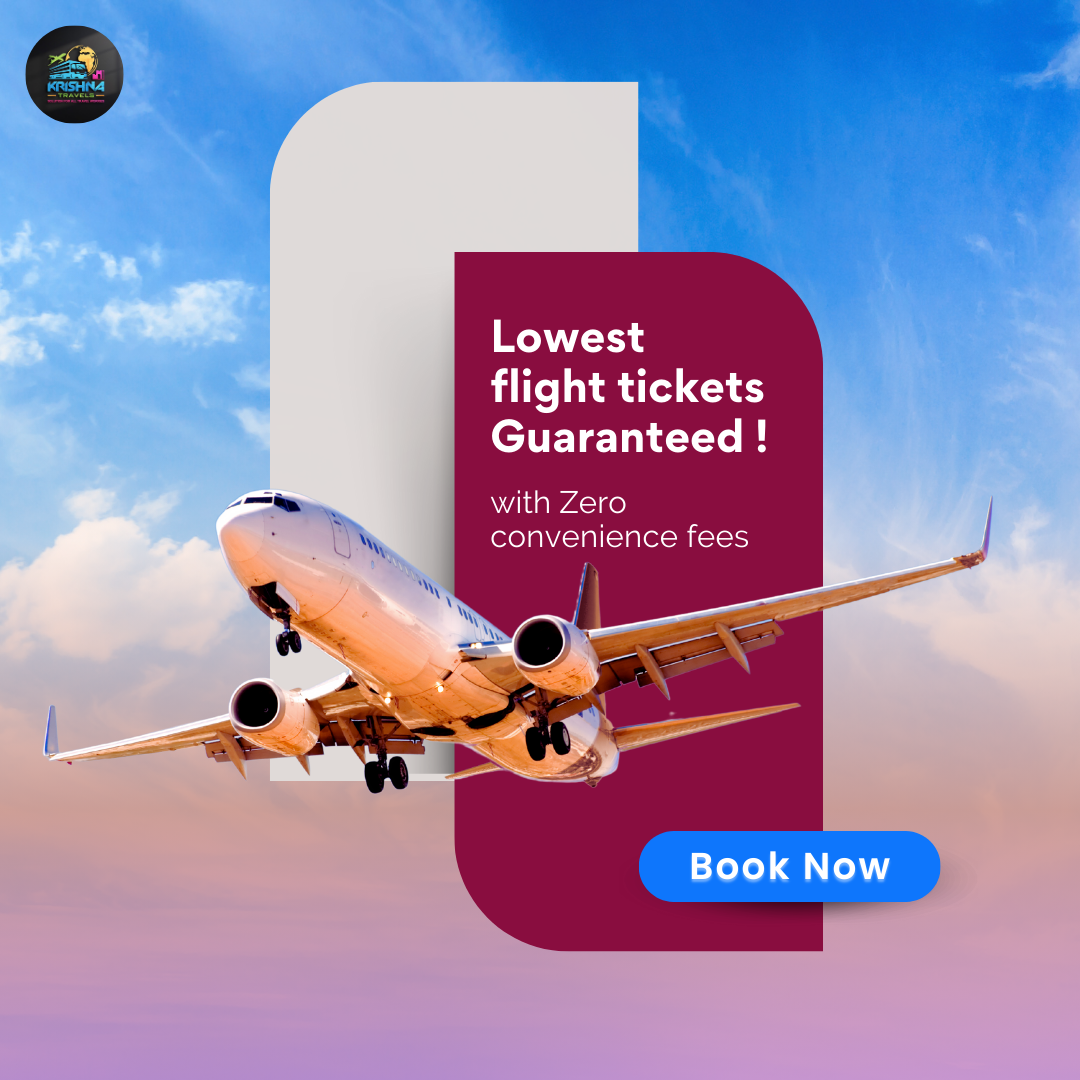 KRISHNA
TRAVELS
Lowest
flight tickets
Guaranteed !
with Zero
convenience fees
Book Now